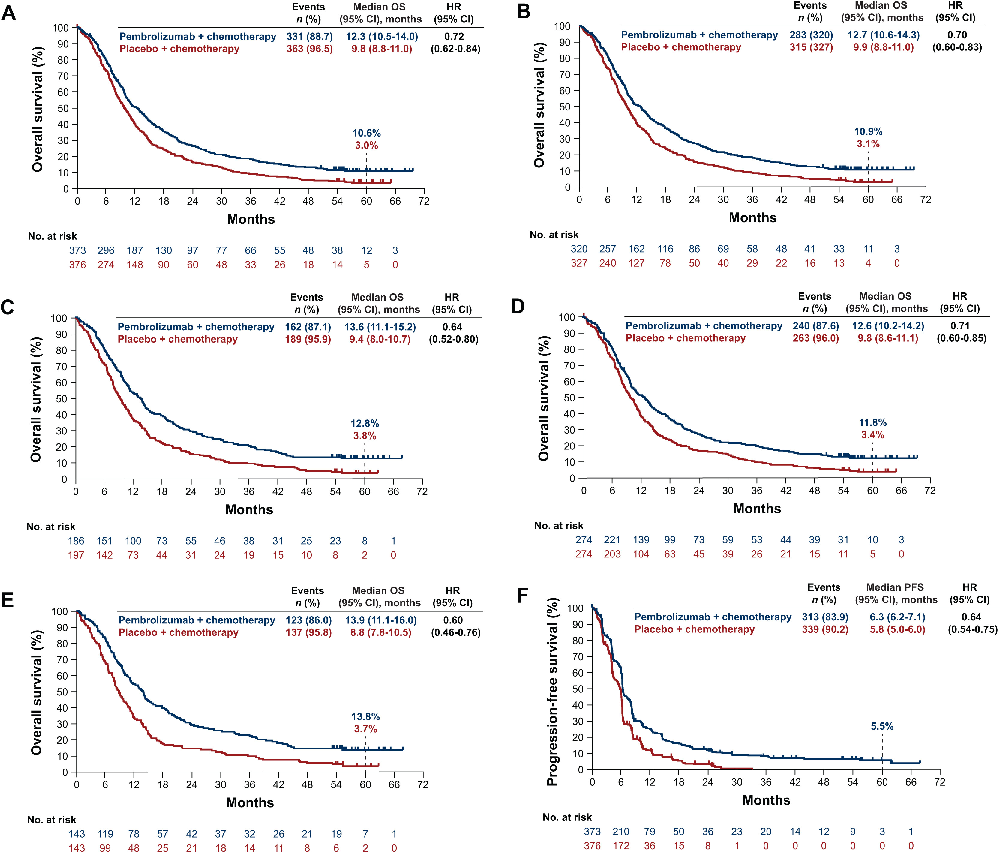 A
Events Median OS HR
n (%) (95% CI), months (95% CI)
Pembrolizumab + chemotherapy 331 (88.7) 12.3 (10.5-14.0) 0.72
Placebo + chemotherapy 363 (96.5) 9.8 (8.8-11.0) (0.62-0.84)
Overall survival (%)
100
90
80
70
60
50
40
30
20
10
0
10.6%
3.0%
0 6 12 18 24 30 36 42 48 54 60 66 72
Months
No. at risk
373 296 187 130 97 77 66 55 48 38 12 3
376 274 148 90 60 48 33 26 18 14 5 0
B
Events Median OS HR
n (%) (95% CI), months (95% CI)
Pembrolizumab + chemotherapy 283 (320) 12.7 (10.6-14.3) 0.70
Placebo + chemotherapy 315 (327) 9.9 (8.8-11.0) (0.60-0.83)
Overall survival (%)
100
90
80
70
60
50
40
30
20
10
0
10.9%
3.1%
0 6 12 18 24 30 36 42 48 54 60 66 72
Months
No. at risk
320 257 162 116 86 69 58 48 41 33 11 3
327 240 127 78 50 40 29 22 16 13 4 0
C
Events Median OS HR
n (%) (95% CI), months (95% CI)
Pembrolizumab + chemotherapy 162 (87.1) 13.6 (11.1-15.2) 0.64
Placebo + chemotherapy 189 (95.9) 9.4 (8.0-10.7) (0.52-0.80)
Overall survival (%)
100
90
80
70
60
50
40
30
20
10
0
12.8%
3.8%
0 6 12 18 24 30 36 42 48 54 60 66 72
Months
No. at risk
186 151 100 73 55 46 38 31 25 23 8 1
197 142 73 44 31 24 19 15 10 8 2 0
D
Events Median OS HR
n (%) (95% CI), months (95% CI)
Pembrolizumab + chemotherapy 240 (87.6) 12.6 (10.2-14.2) 0.71
Placebo + chemotherapy 263 (96.0) 9.8 (8.6-11.1) (0.60-0.85)
Overall survival (%)
100
90
80
70
60
50
40
30
20
10
0
11.8%
3.4%
0 6 12 18 24 30 36 42 48 54 60 66 72
Months
No. at risk
274 221 139 99 73 59 53 44 39 31 10 3
274 203 104 63 45 39 26 21 15 11 5 0
E
Events Median OS HR
n (%) (95% CI), months (95% CI)
Pembrolizumab + chemotherapy 123 (86.0) 13.9 (11.1-16.0) 0.60
Placebo + chemotherapy 137 (95.8) 8.8 (7.8-10.5) (0.46-0.76)
Overall survival (%)
100
90
80
70
60
50
40
30
20
10
0
13.8%
3.7%
0 6 12 18 24 30 36 42 48 54 60 66 72
Months
No. at risk
143 119 78 57 42 37 32 26 21 19 7 1
143 99 48 25 21 18 14 11 8 6 2 0
F
Events Median PFS HR
n (%) (95% CI), months (95% CI)
Pembrolizumab + chemotherapy 313 (83.9) 6.3 (6.2-7.1) 0.64
Placebo + chemotherapy 339 (90.2) 5.8 (5.0-6.0) (0.54-0.75)
Progression-free survival (%)
100
90
80
70
60
50
40
30
20
10
0
5.5%
0 6 12 18 24 30 36 42 48 54 60 66 72
Months
No. at risk
373 210 79 50 36 23 20 14 12 9 3 1
376 172 36 15 8 1 0 0 0 0 0 0